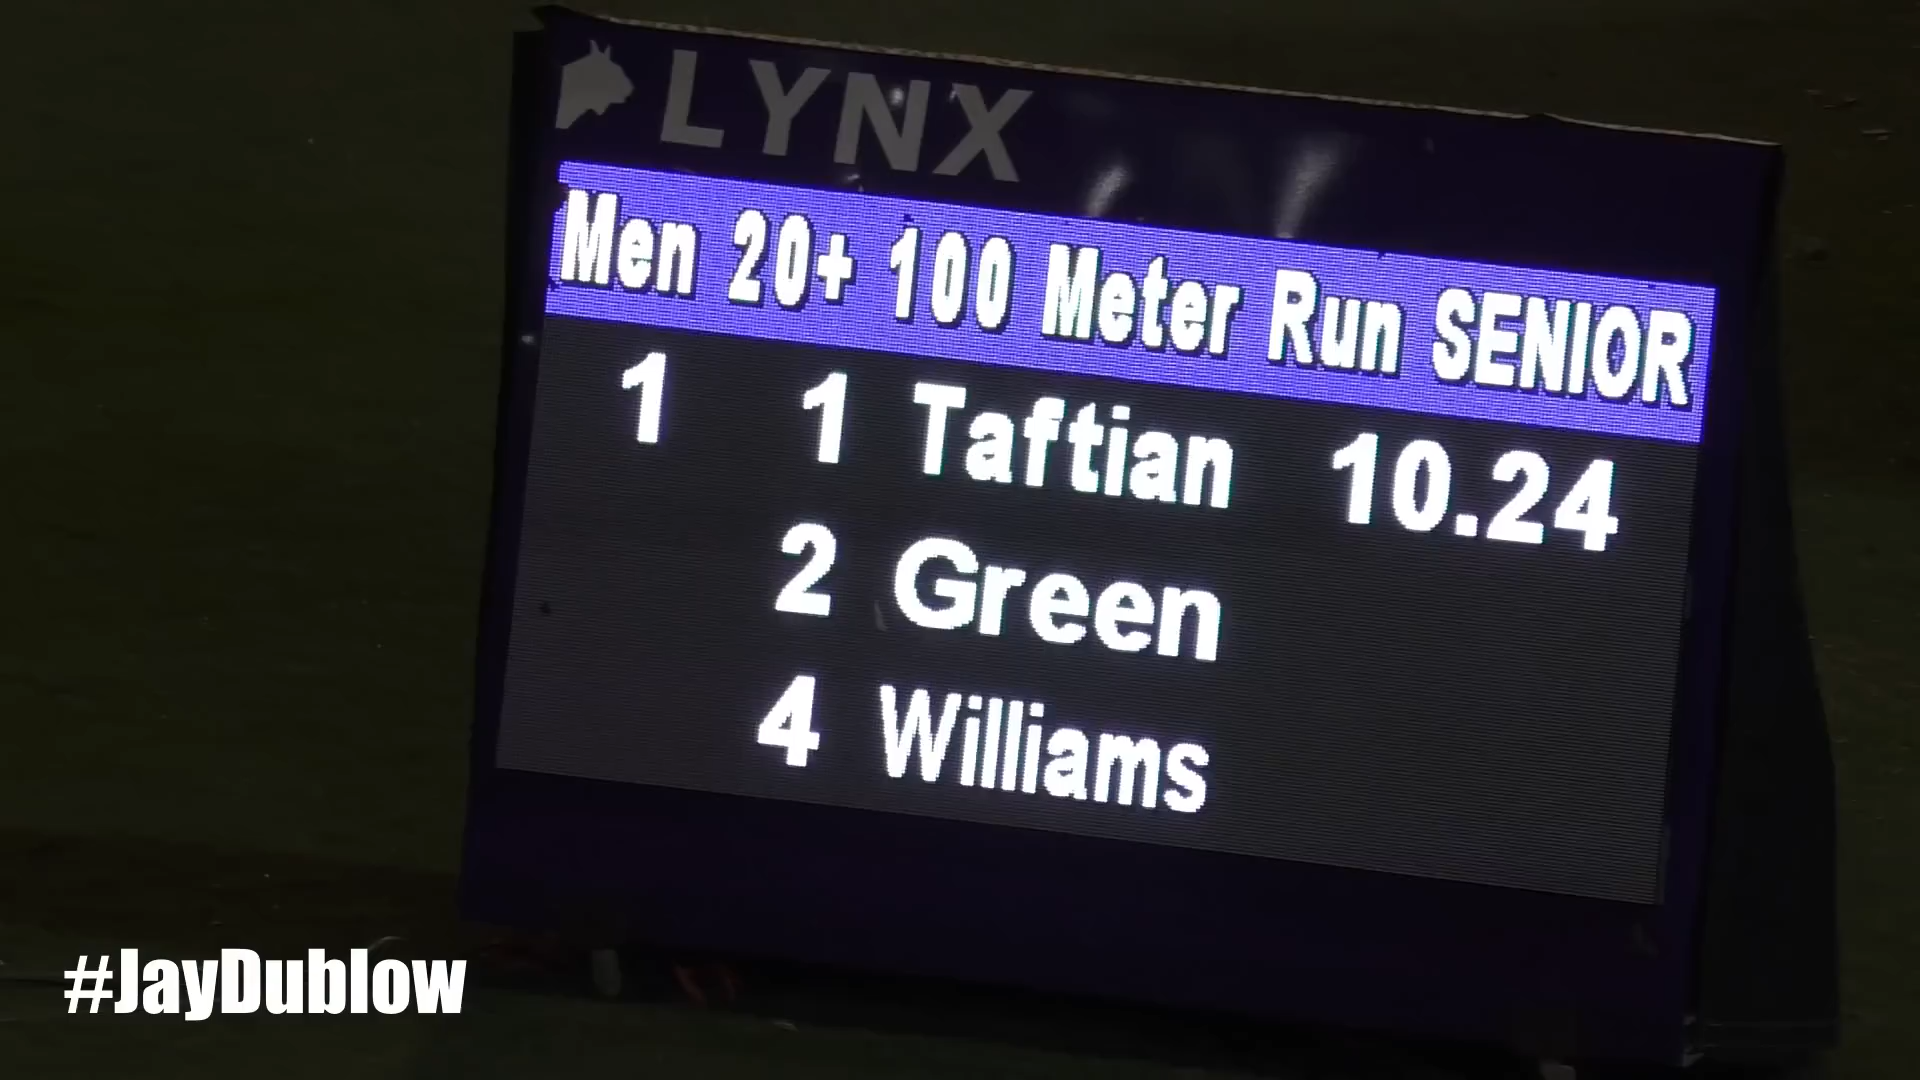 LYNX
Men 20+ 100 Meter Run SENIOR
1 1 Taftian 10.24
2 Green
4 Williams
#JayDublow